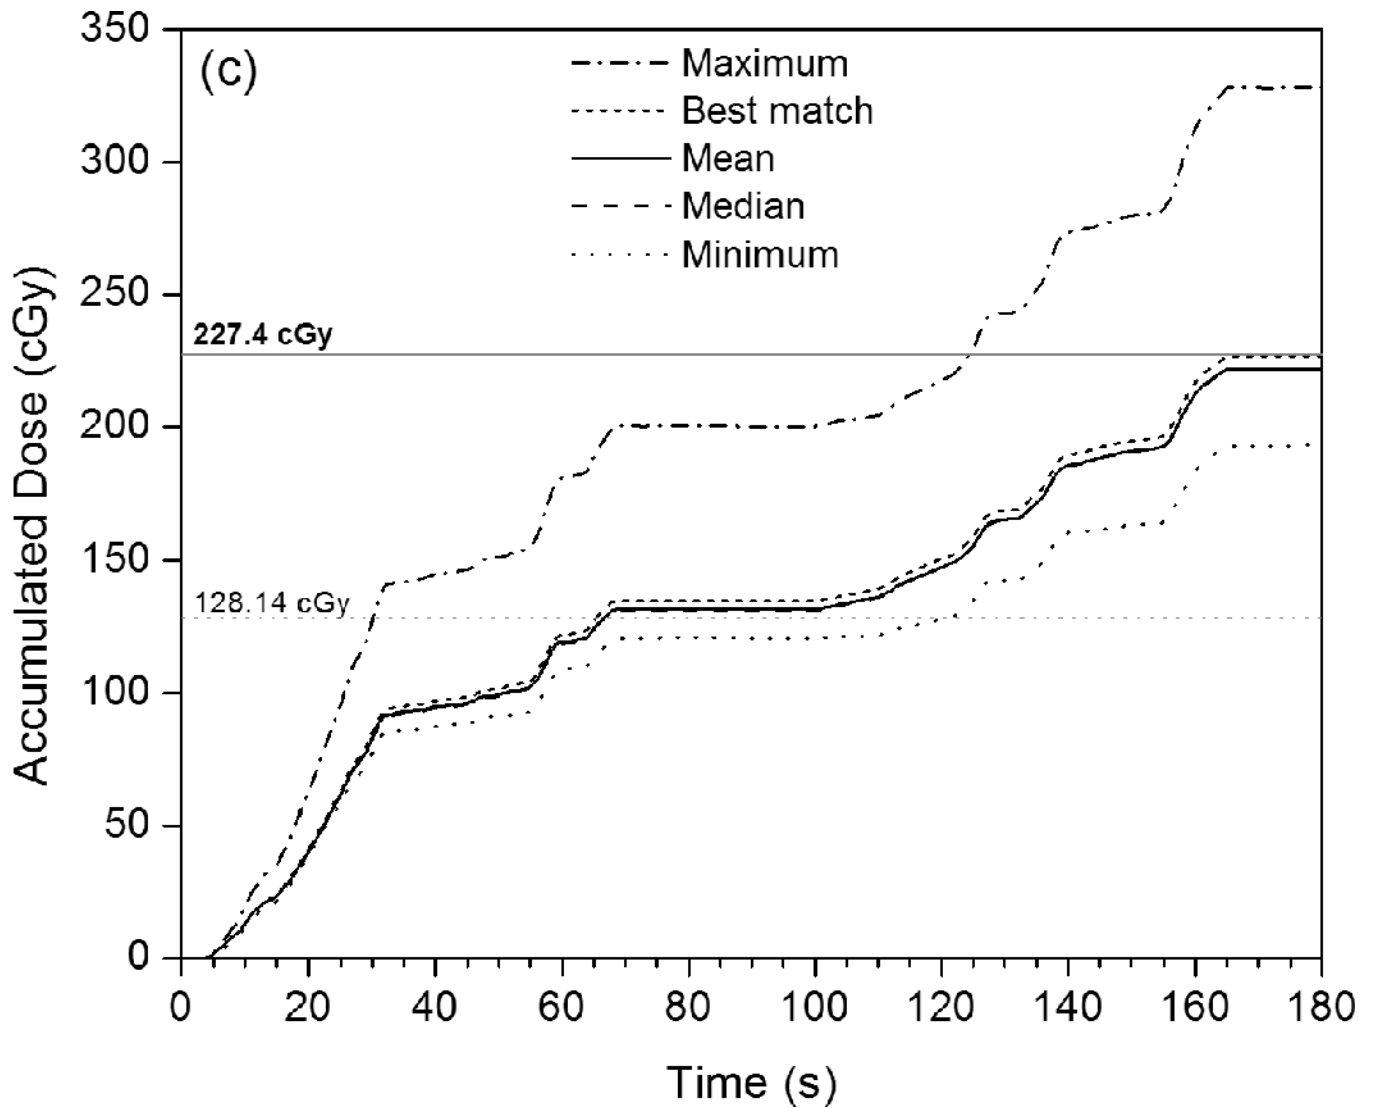 (c)
Maximum
Best match
Mean
Median
Minimum
350
300
250
200
150
100
50
0
227.4 cGy
128.14 cGy
Accumulated Dose (cGy)
0 20 40 60 80 100 120 140 160 180
Time (s)